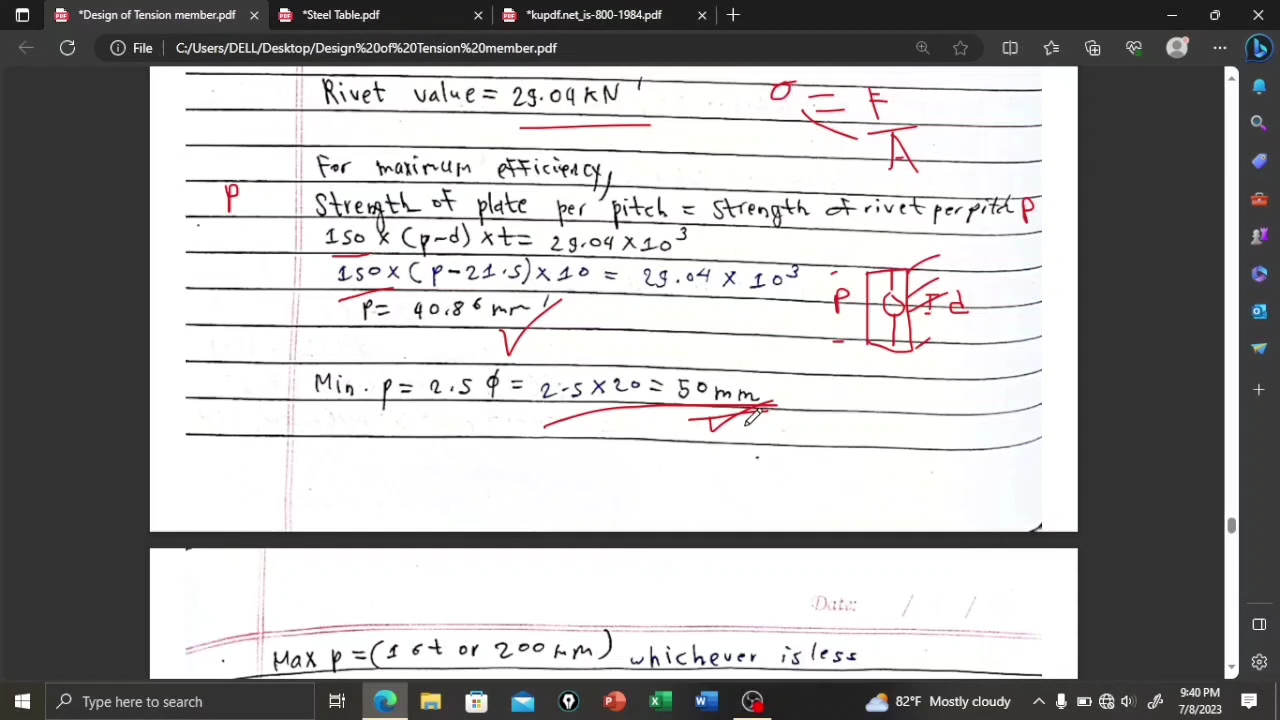 *Design of Tension member.pdf
*Steel Table.pdf
*kupdf.net_is-800-1984.pdf
File
C:/Users/DELL/Desktop/Design%20of%20Tension%20member.pdf
Rivet value = 29.04 KN
σ = F
A
For maximum efficiency,
P
Strength of plate per pitch = strength of rivet per pitch
P
150 × (p-d) × t = 29.04 × 10³
150 × (p-21.5) × 10 = 29.04 × 10³
P d
P = 40.86 mm
Min. p = 2.5 φ = 2.5 × 20 = 50 mm
Date: / /
Max p = (16t or 200 mm) whichever is less
Type here to search
82°F Mostly cloudy
9:40 PM
7/8/2023